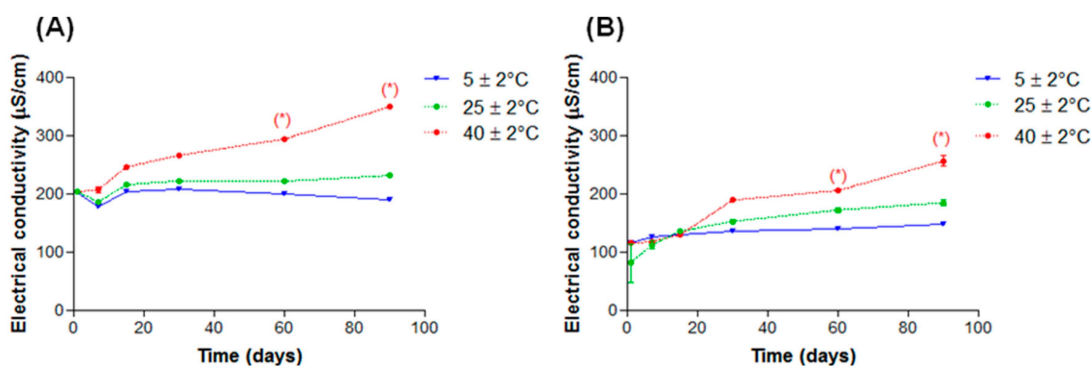 (A)
Electrical conductivity (µS/cm)
400
300
200
100
0
0 20 40 60 80 100
Time (days)
(*)
(*)
5 ± 2°C
25 ± 2°C
40 ± 2°C
(B)
Electrical conductivity (µS/cm)
400
300
200
100
0
0 20 40 60 80 100
Time (days)
(*)
(*)
5 ± 2°C
25 ± 2°C
40 ± 2°C